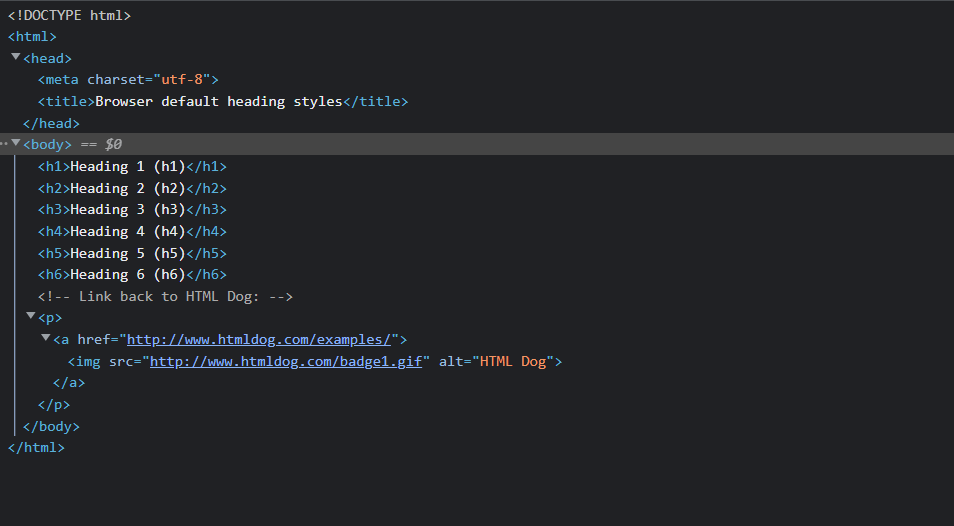 <!DOCTYPE html>
<html>
<head>
<meta charset="utf-8">
<title>Browser default heading styles</title>
</head>
<body> == $0
<h1>Heading 1 (h1)</h1>
<h2>Heading 2 (h2)</h2>
<h3>Heading 3 (h3)</h3>
<h4>Heading 4 (h4)</h4>
<h5>Heading 5 (h5)</h5>
<h6>Heading 6 (h6)</h6>
<!-- Link back to HTML Dog: -->
<p>
<a href="http://www.htmldog.com/examples/">
<img src="http://www.htmldog.com/badge1.gif" alt="HTML Dog">
</a>
</p>
</body>
</html>